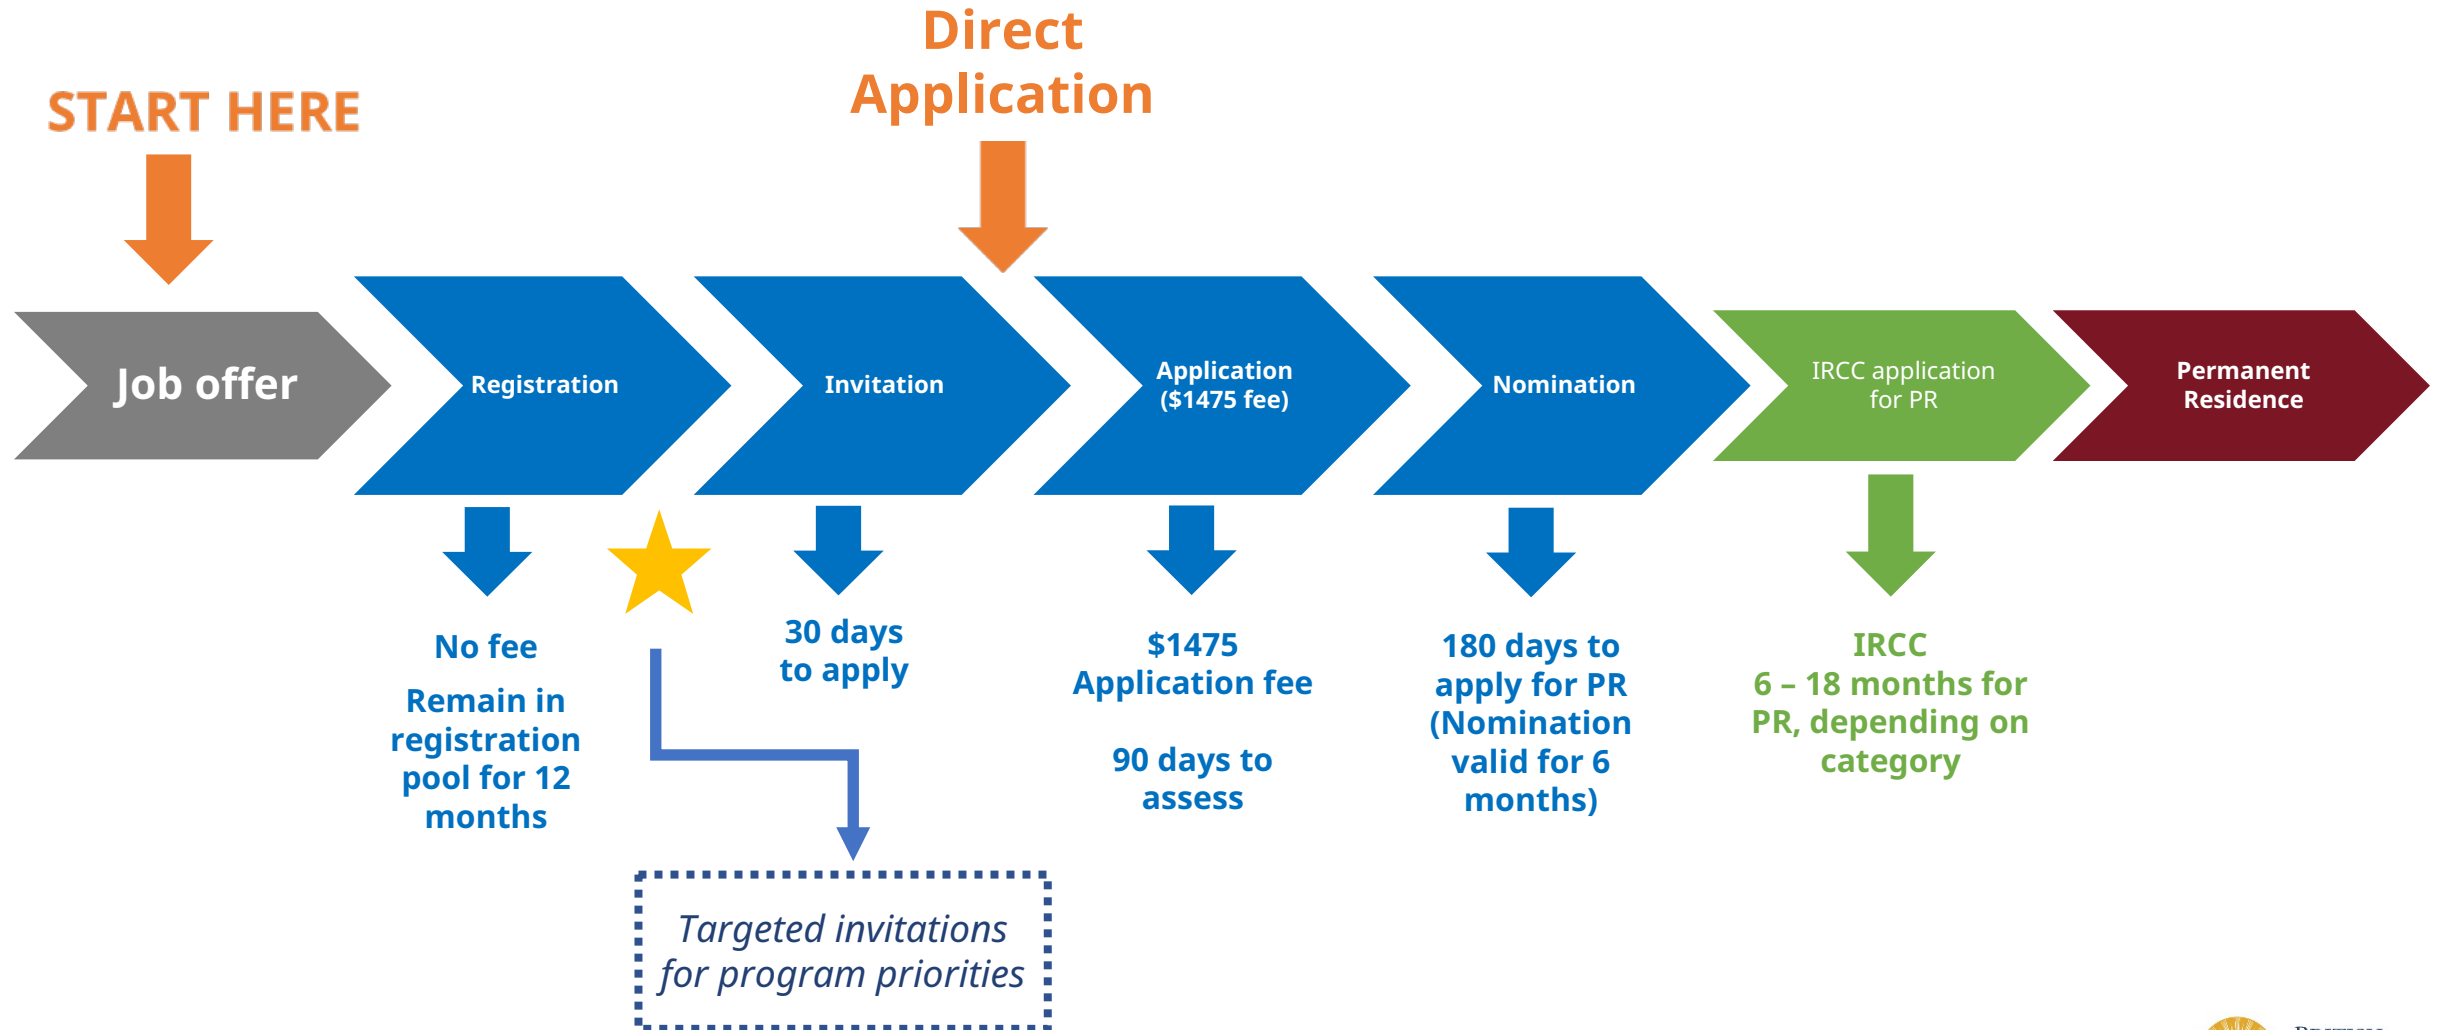 Direct
Application
START HERE
Job offer
Registration
Invitation
Application
($1475 fee)
Nomination
IRCC application
for PR
Permanent
Residence
No fee
Remain in
registration
pool for 12
months
30 days
to apply
$1475
Application fee
90 days to
assess
180 days to
apply for PR
(Nomination
valid for 6
months)
IRCC
6 – 18 months for
PR, depending on
category
Targeted invitations
for program priorities